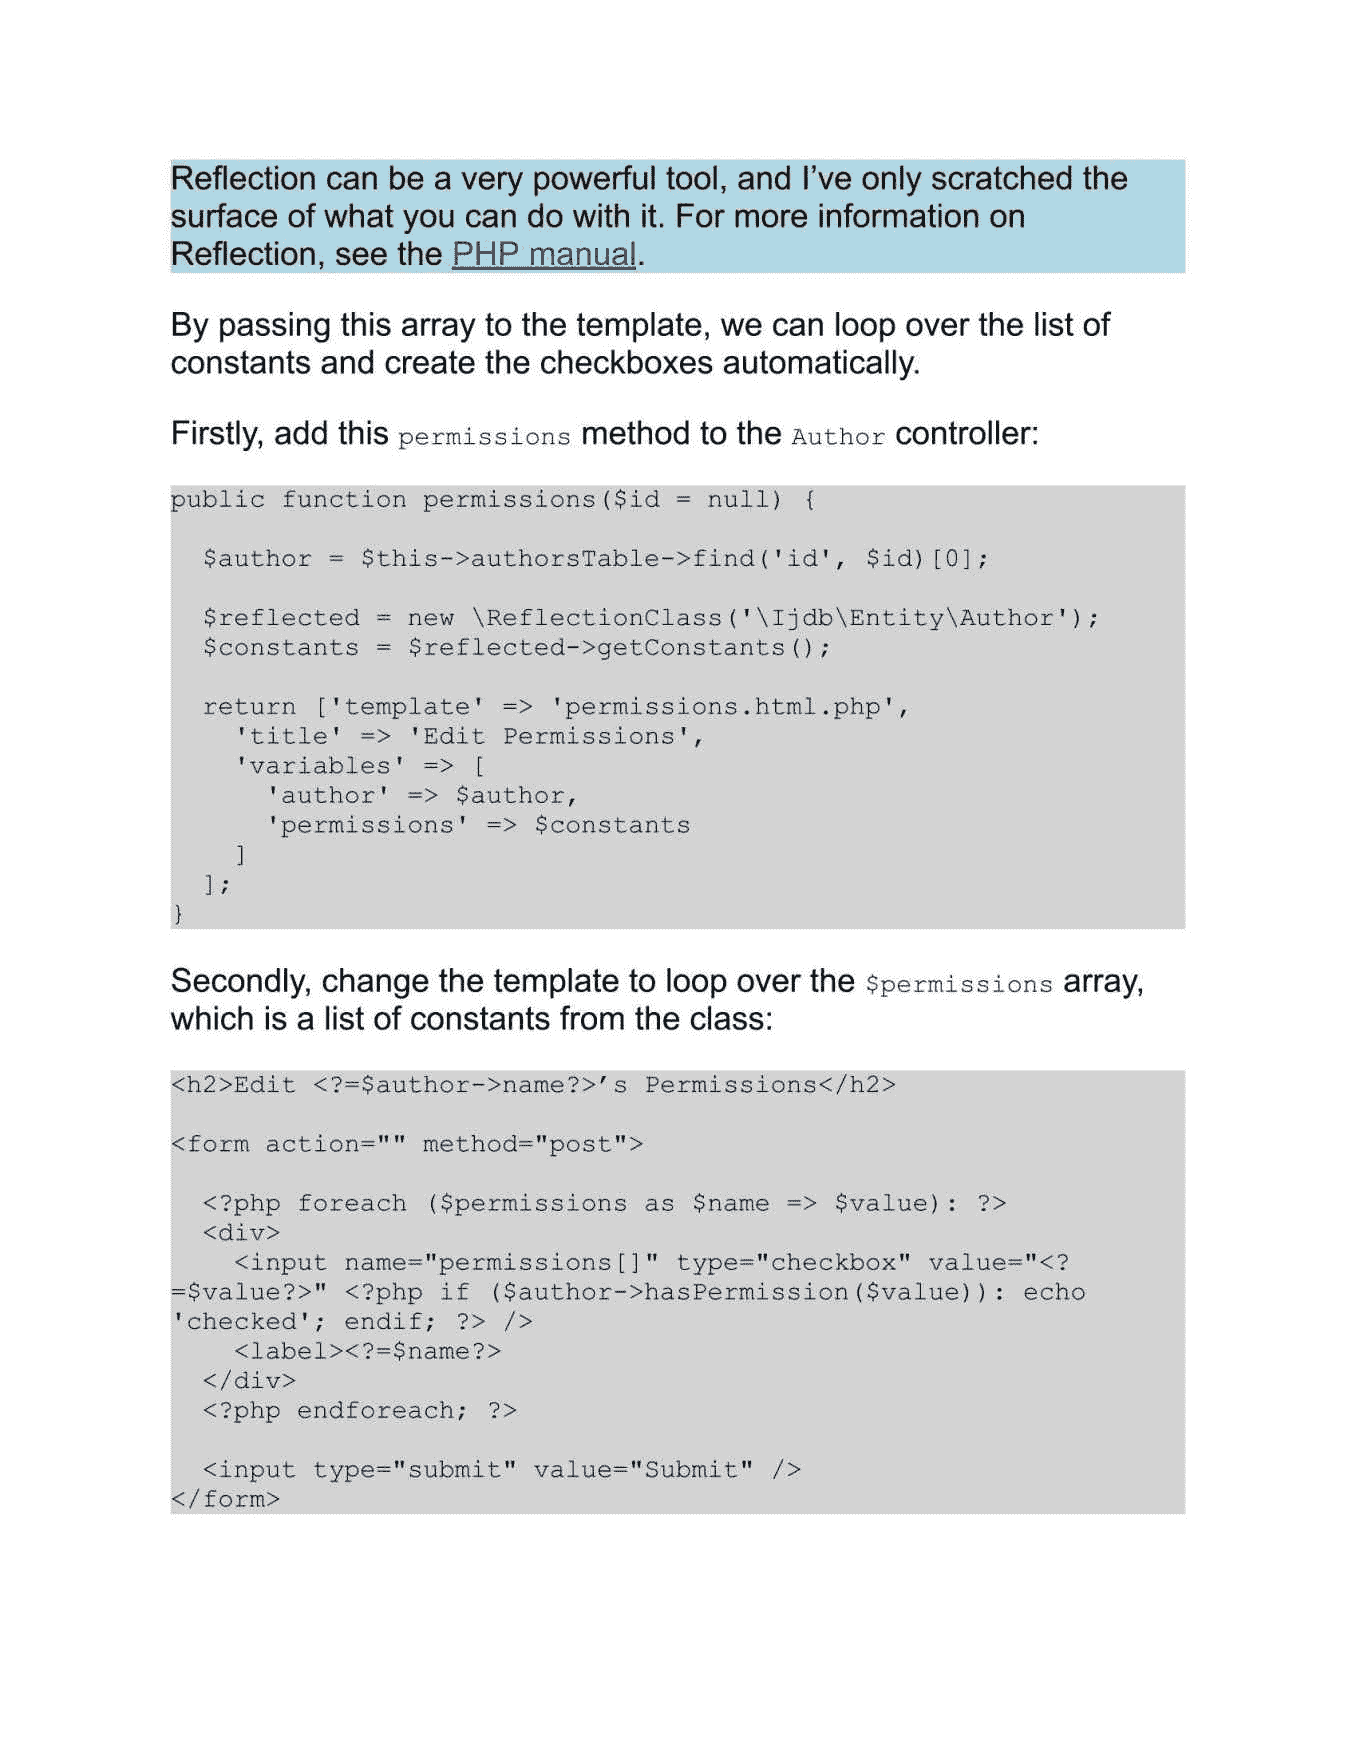 Reflection can be a very powerful tool, and I’ve only scratched the
surface of what you can do with it. For more information on
Reflection, see the PHP manual.
By passing this array to the template, we can loop over the list of
constants and create the checkboxes automatically.
Firstly, add this permissions method to the Author controller:
public function permissions($id = null) {
  $author = $this->authorsTable->find('id', $id)[0];
  $reflected = new \ReflectionClass('\Ijdb\Entity\Author');
  $constants = $reflected->getConstants();
  return ['template' => 'permissions.html.php',
    'title' => 'Edit Permissions',
    'variables' => [
      'author' => $author,
      'permissions' => $constants
    ]
  ];
}
Secondly, change the template to loop over the $permissions array,
which is a list of constants from the class:
<h2>Edit <?=$author->name?>’s Permissions</h2>
<form action="" method="post">
  <?php foreach ($permissions as $name => $value): ?>
  <div>
    <input name="permissions[]" type="checkbox" value="<?
=$value?>" <?php if ($author->hasPermission($value)): echo
'checked'; endif; ?> />
    <label><?=$name?>
  </div>
  <?php endforeach; ?>
  <input type="submit" value="Submit" />
</form>